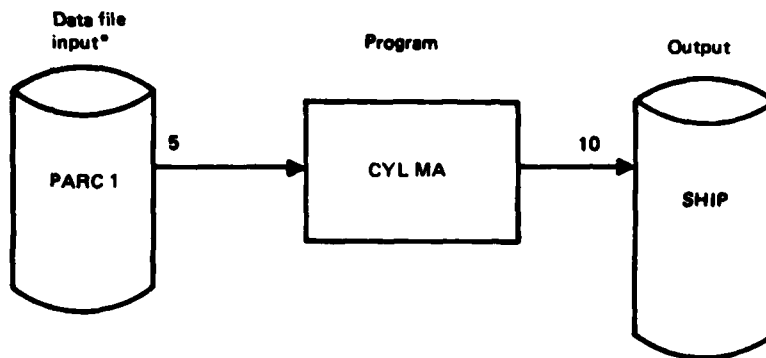 Data file
input*
Program
Output
5
10
PARC 1
CYL MA
SHIP